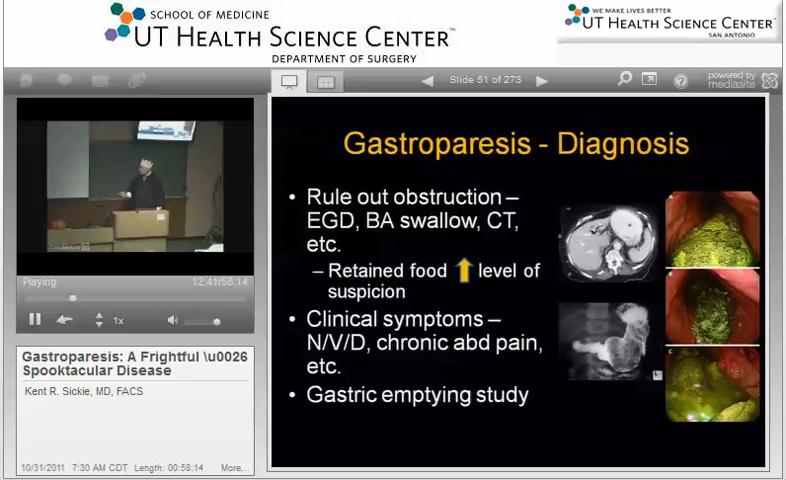 SCHOOL OF MEDICINE
UT HEALTH SCIENCE CENTER™
DEPARTMENT OF SURGERY
WE MAKE LIVES BETTER
UT HEALTH SCIENCE CENTER™
SAN ANTONIO
Slide 51 of 273
powered by
mediasite
Gastroparesis - Diagnosis
• Rule out obstruction –
EGD, BA swallow, CT,
etc.
– Retained food level of
suspicion
• Clinical symptoms –
N/V/D, chronic abd pain,
etc.
• Gastric emptying study
Playing
12:41/58:14
1x
Gastroparesis: A Frightful \u0026
Spooktacular Disease
Kent R. Sickie, MD, FACS
10/31/2011 7:30 AM CDT Length: 00:58:14 More...